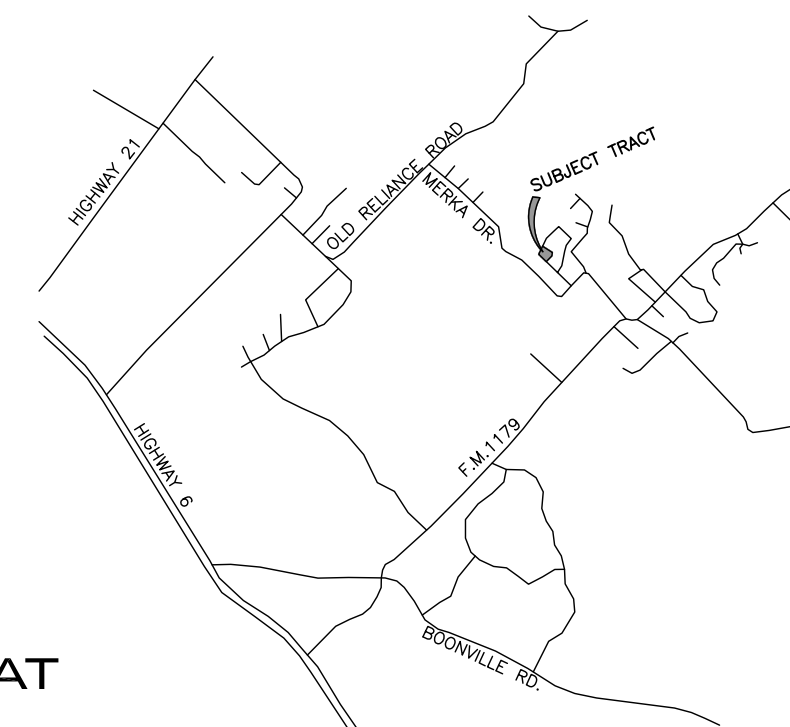 HIGHWAY 21
OLD RELIANCE ROAD
MERKA DR.
SUBJECT TRACT
HIGHWAY 6
F.M.1179
BOONVILLE RD.
AT